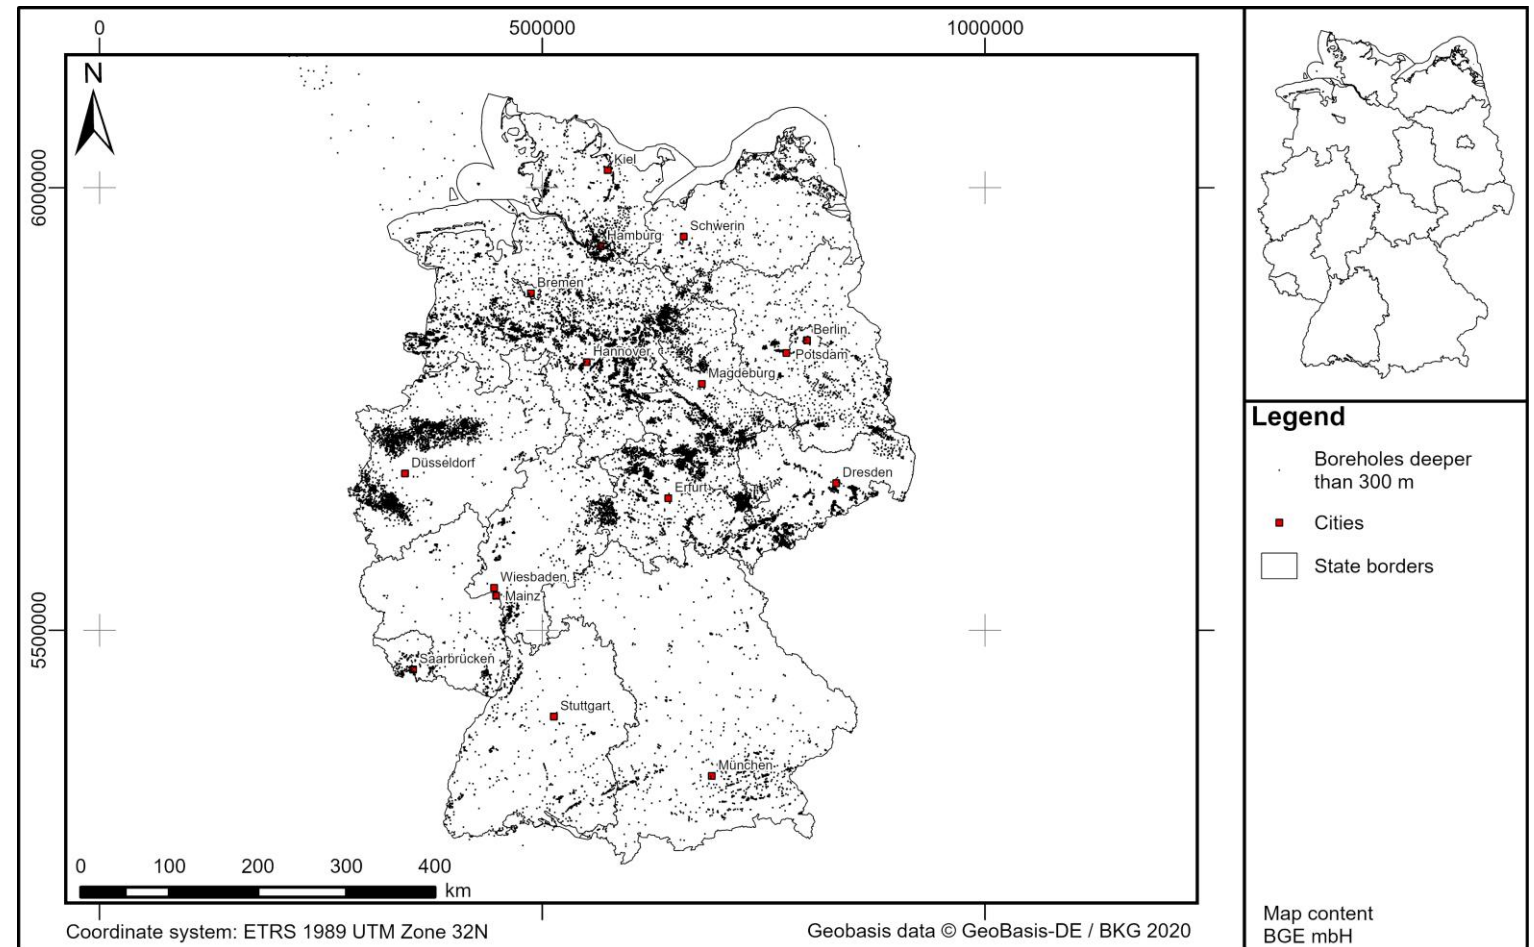 0
500000
1000000
N
6000000
5500000
Kiel
Schwerin
Hamburg
Bremen
Berlin
Hannover
Potsdam
Magdeburg
Düsseldorf
Dresden
Erfurt
Wiesbaden
Mainz
Saarbrücken
Stuttgart
München
0 100 200 300 400
km
Coordinate system: ETRS 1989 UTM Zone 32N
Geobasis data © GeoBasis-DE / BKG 2020
Legend
Boreholes deeper
than 300 m
Cities
State borders
Map content
BGE mbH